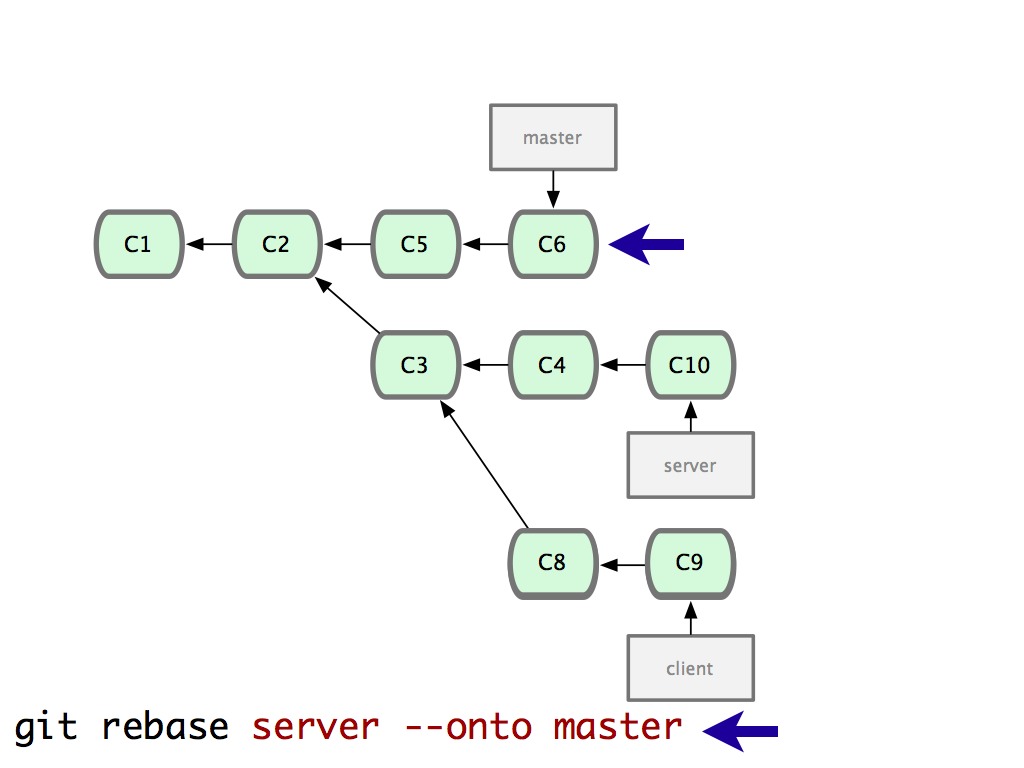 master
C1 C2 C5 C6
C3 C4 C10
server
C8 C9
client
git rebase server --onto master